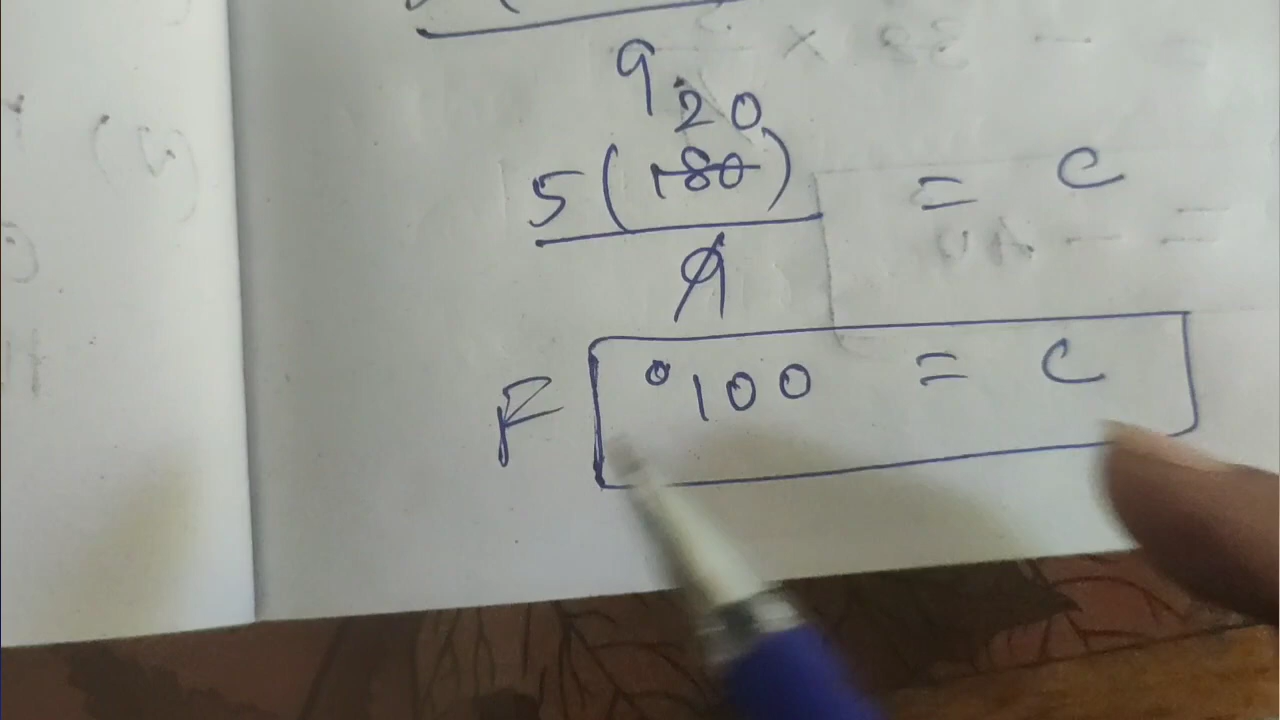 9
20
5(180) = C
9
F °100 = C